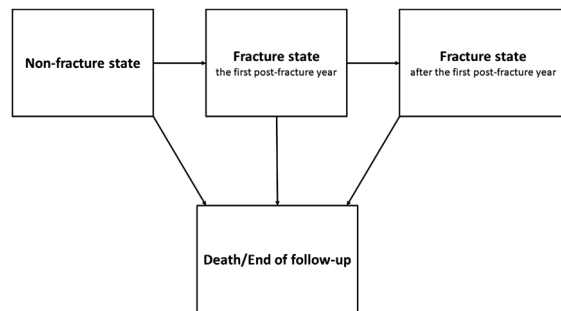 Non-fracture state
Fracture state
the first post-fracture year
Fracture state
after the first post-fracture year
Death/End of follow-up